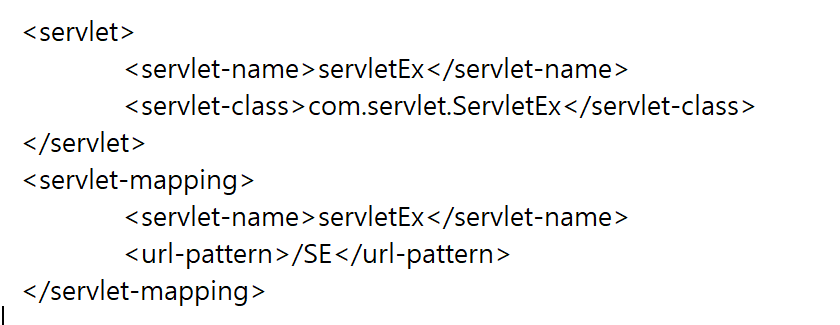 <servlet>
<servlet-name>servletEx</servlet-name>
<servlet-class>com.servlet.ServletEx</servlet-class>
</servlet>
<servlet-mapping>
<servlet-name>servletEx</servlet-name>
<url-pattern>/SE</url-pattern>
</servlet-mapping>